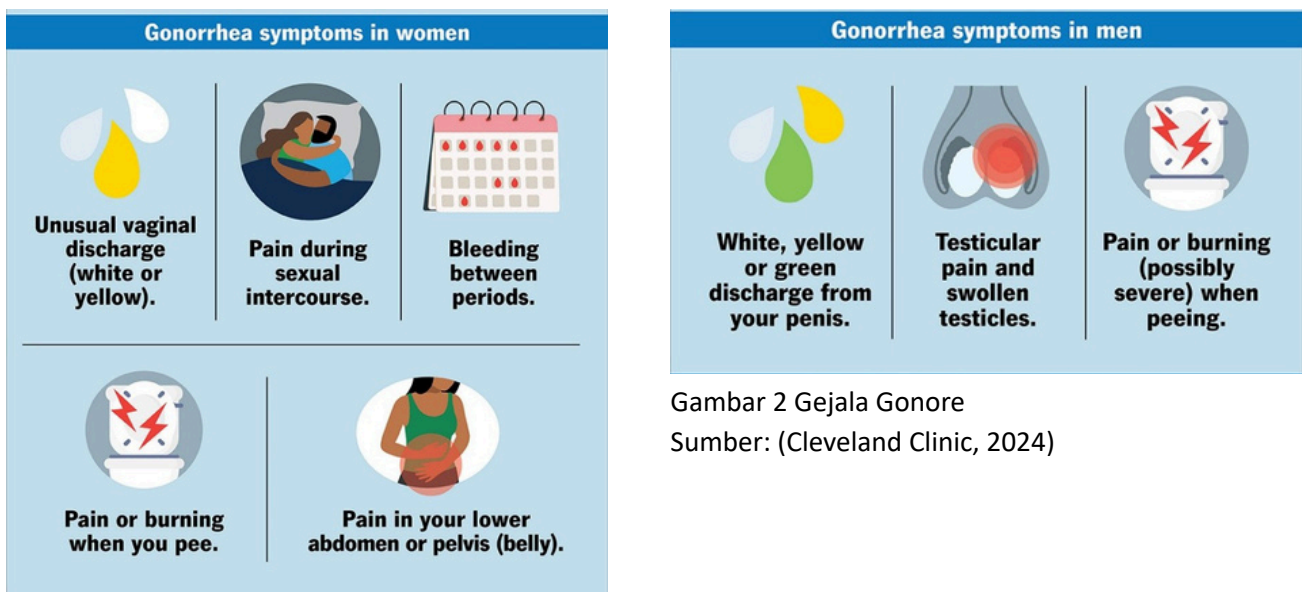 Gonorrhea symptoms in women
Unusual vaginal
discharge
(white or
yellow).
Pain during
sexual
intercourse.
Bleeding
between
periods.
Pain or burning
when you pee.
Pain in your lower
abdomen or pelvis (belly).
Gonorrhea symptoms in men
White, yellow
or green
discharge from
your penis.
Testicular
pain and
swollen
testicles.
Pain or burning
(possibly
severe) when
peeing.
Gambar 2 Gejala Gonore
Sumber: (Cleveland Clinic, 2024)